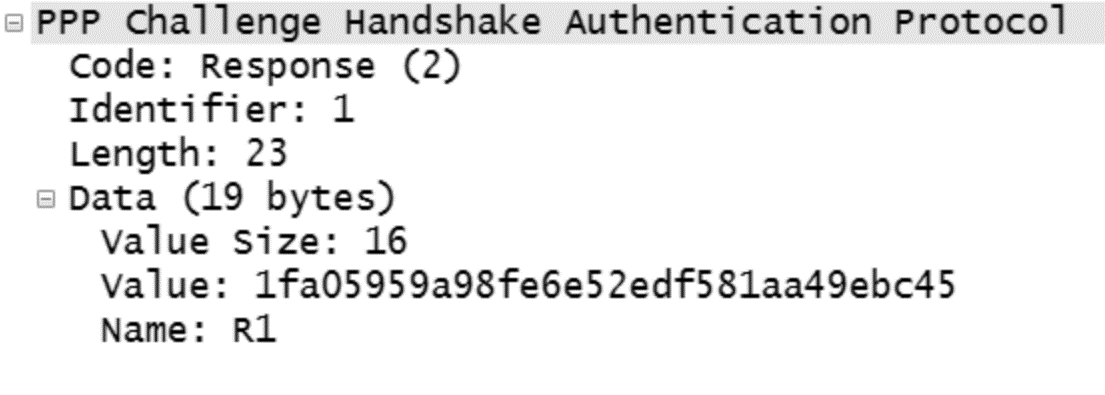 PPP Challenge Handshake Authentication Protocol
Code: Response (2)
Identifier: 1
Length: 23
Data (19 bytes)
Value Size: 16
Value: 1fa05959a98fe6e52edf581aa49ebc45
Name: R1